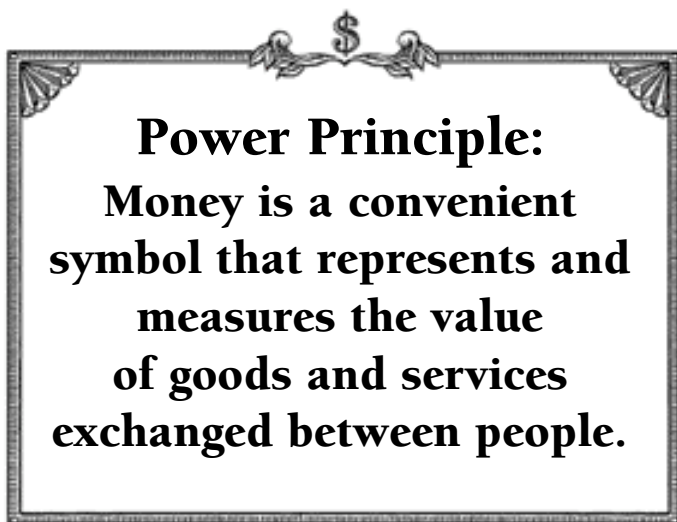 $
Power Principle:
Money is a convenient
symbol that represents and
measures the value
of goods and services
exchanged between people.